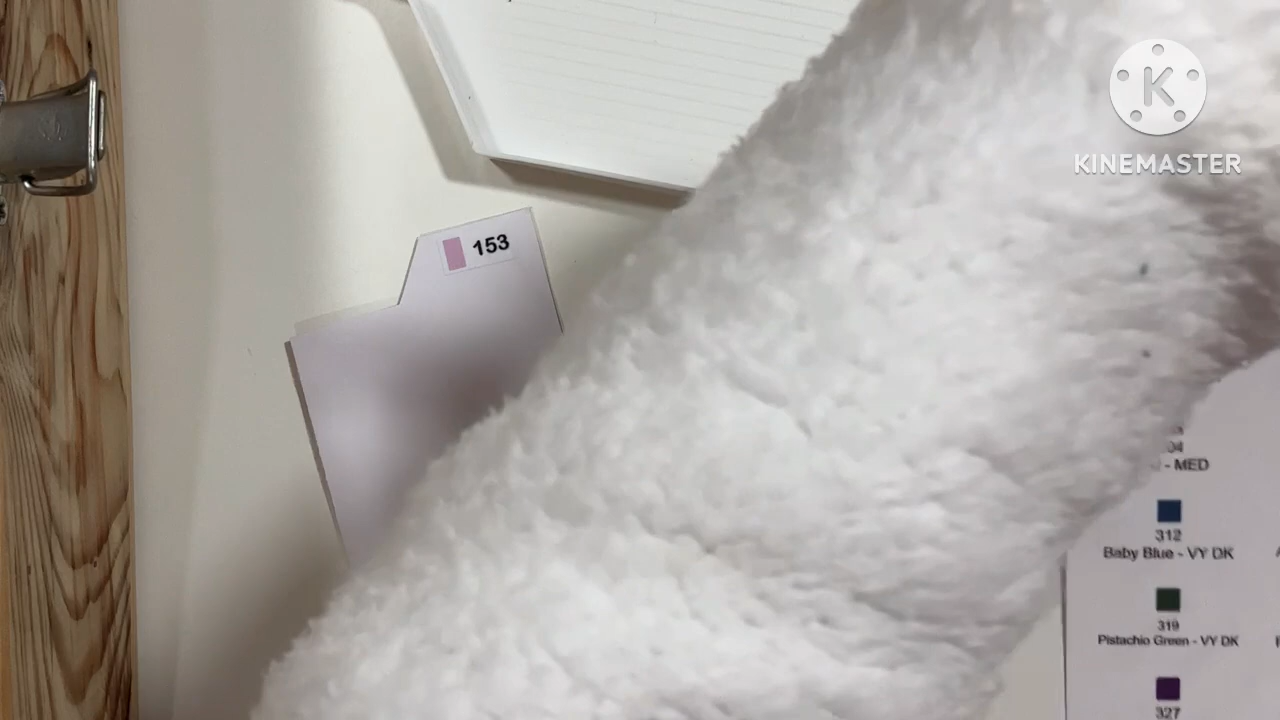 KINEMASTER
153
- MED
312
Baby Blue - VY DK
319
Pistachio Green - VY DK
327